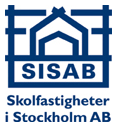 SISAB
Skolfastigheter
i Stockholm AB